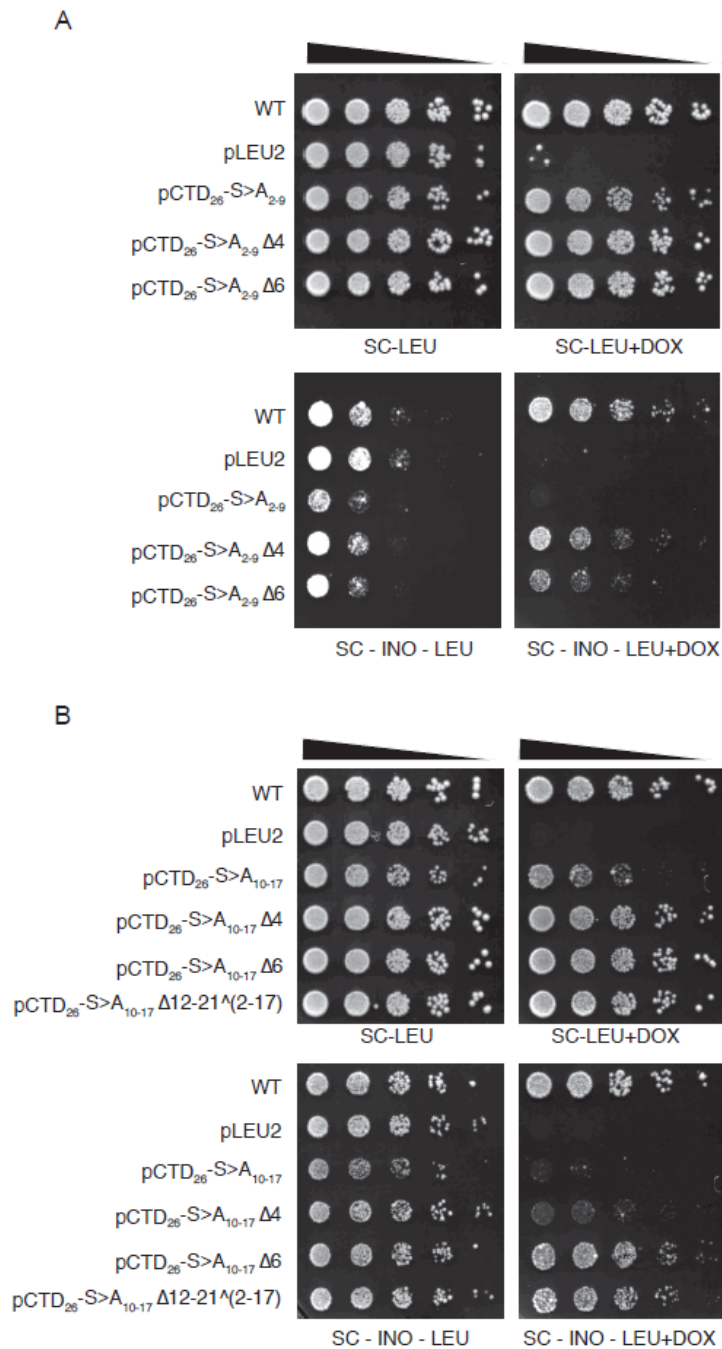 A
WT
pLEU2
pCTD₂₆-S>A₂₋₉
pCTD₂₆-S>A₂₋₉ Δ4
pCTD₂₆-S>A₂₋₉ Δ6
SC-LEU SC-LEU+DOX
WT
pLEU2
pCTD₂₆-S>A₂₋₉
pCTD₂₆-S>A₂₋₉ Δ4
pCTD₂₆-S>A₂₋₉ Δ6
SC - INO - LEU SC - INO - LEU+DOX
B
WT
pLEU2
pCTD₂₆-S>A₁₀₋₁₇
pCTD₂₆-S>A₁₀₋₁₇ Δ4
pCTD₂₆-S>A₁₀₋₁₇ Δ6
pCTD₂₆-S>A₁₀₋₁₇ Δ12-21^(2-17)
SC-LEU SC-LEU+DOX
WT
pLEU2
pCTD₂₆-S>A₁₀₋₁₇
pCTD₂₆-S>A₁₀₋₁₇ Δ4
pCTD₂₆-S>A₁₀₋₁₇ Δ6
pCTD₂₆-S>A₁₀₋₁₇ Δ12-21^(2-17)
SC - INO - LEU SC - INO - LEU+DOX